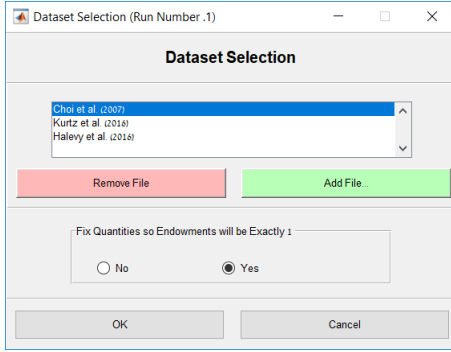 Dataset Selection (Run Number .1)
Dataset Selection
Choi et al. (2007)
Kurtz et al. (2016)
Halevy et al. (2016)
Remove File
Add File...
Fix Quantities so Endowments will be Exactly 1
No
Yes
OK
Cancel